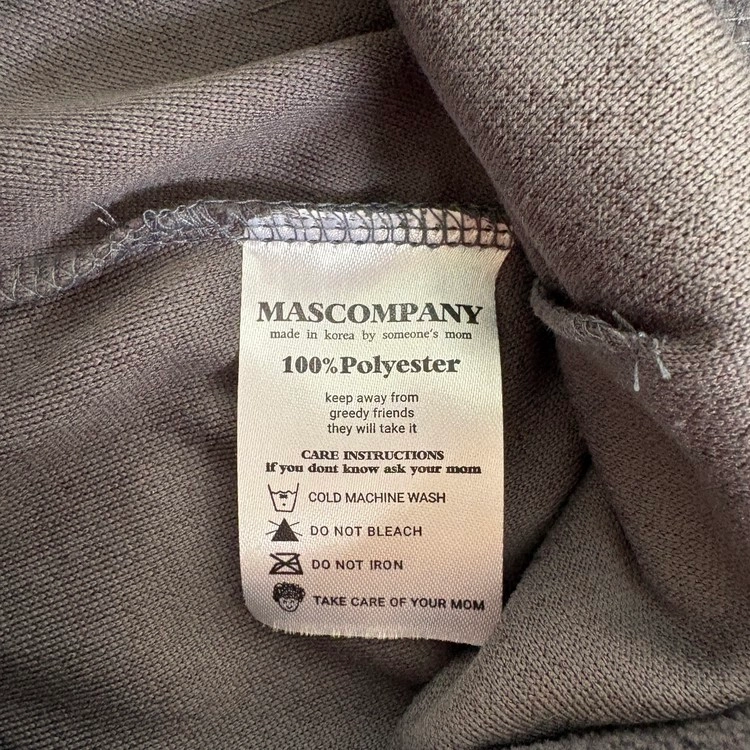 MASCOMPANY
made in korea by someone's mom
100%Polyester
keep away from
greedy friends
they will take it
CARE INSTRUCTIONS
if you dont know ask your mom
COLD MACHINE WASH
DO NOT BLEACH
DO NOT IRON
TAKE CARE OF YOUR MOM